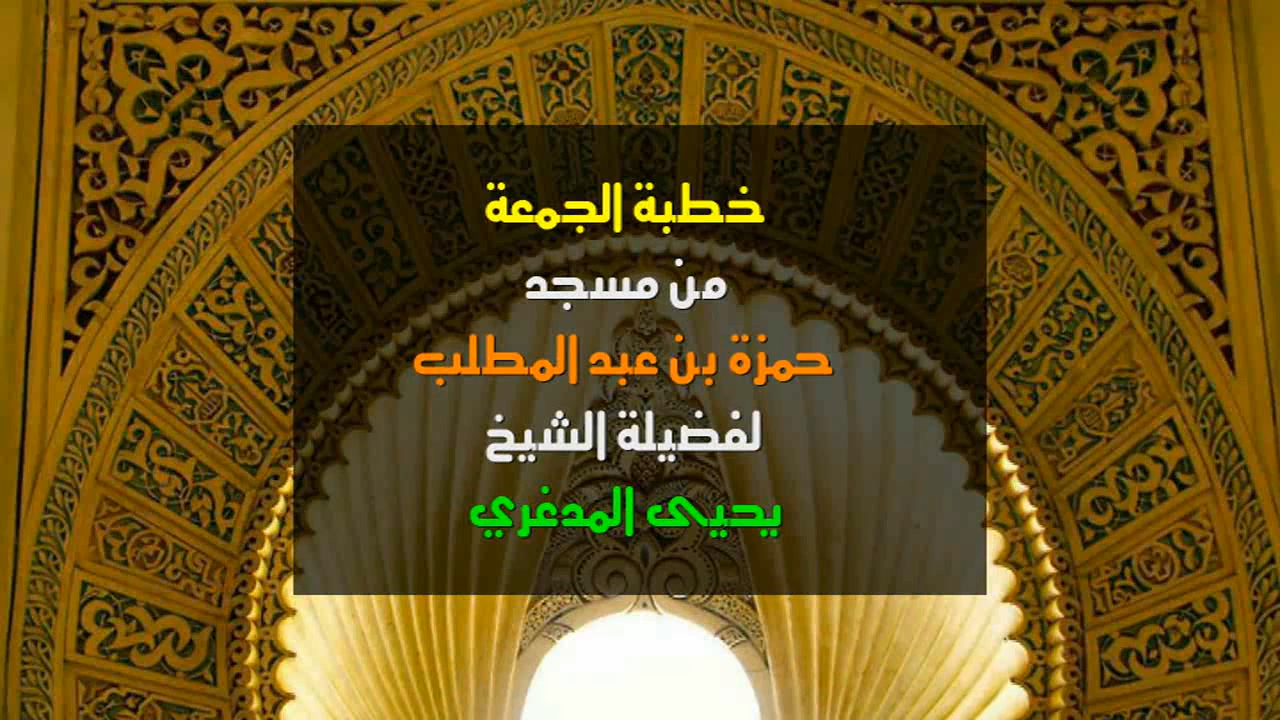 خطبة الجمعة
من مسجد
حمزة بن عبد المطلب
لفضيلة الشيخ
يحيى المدغري